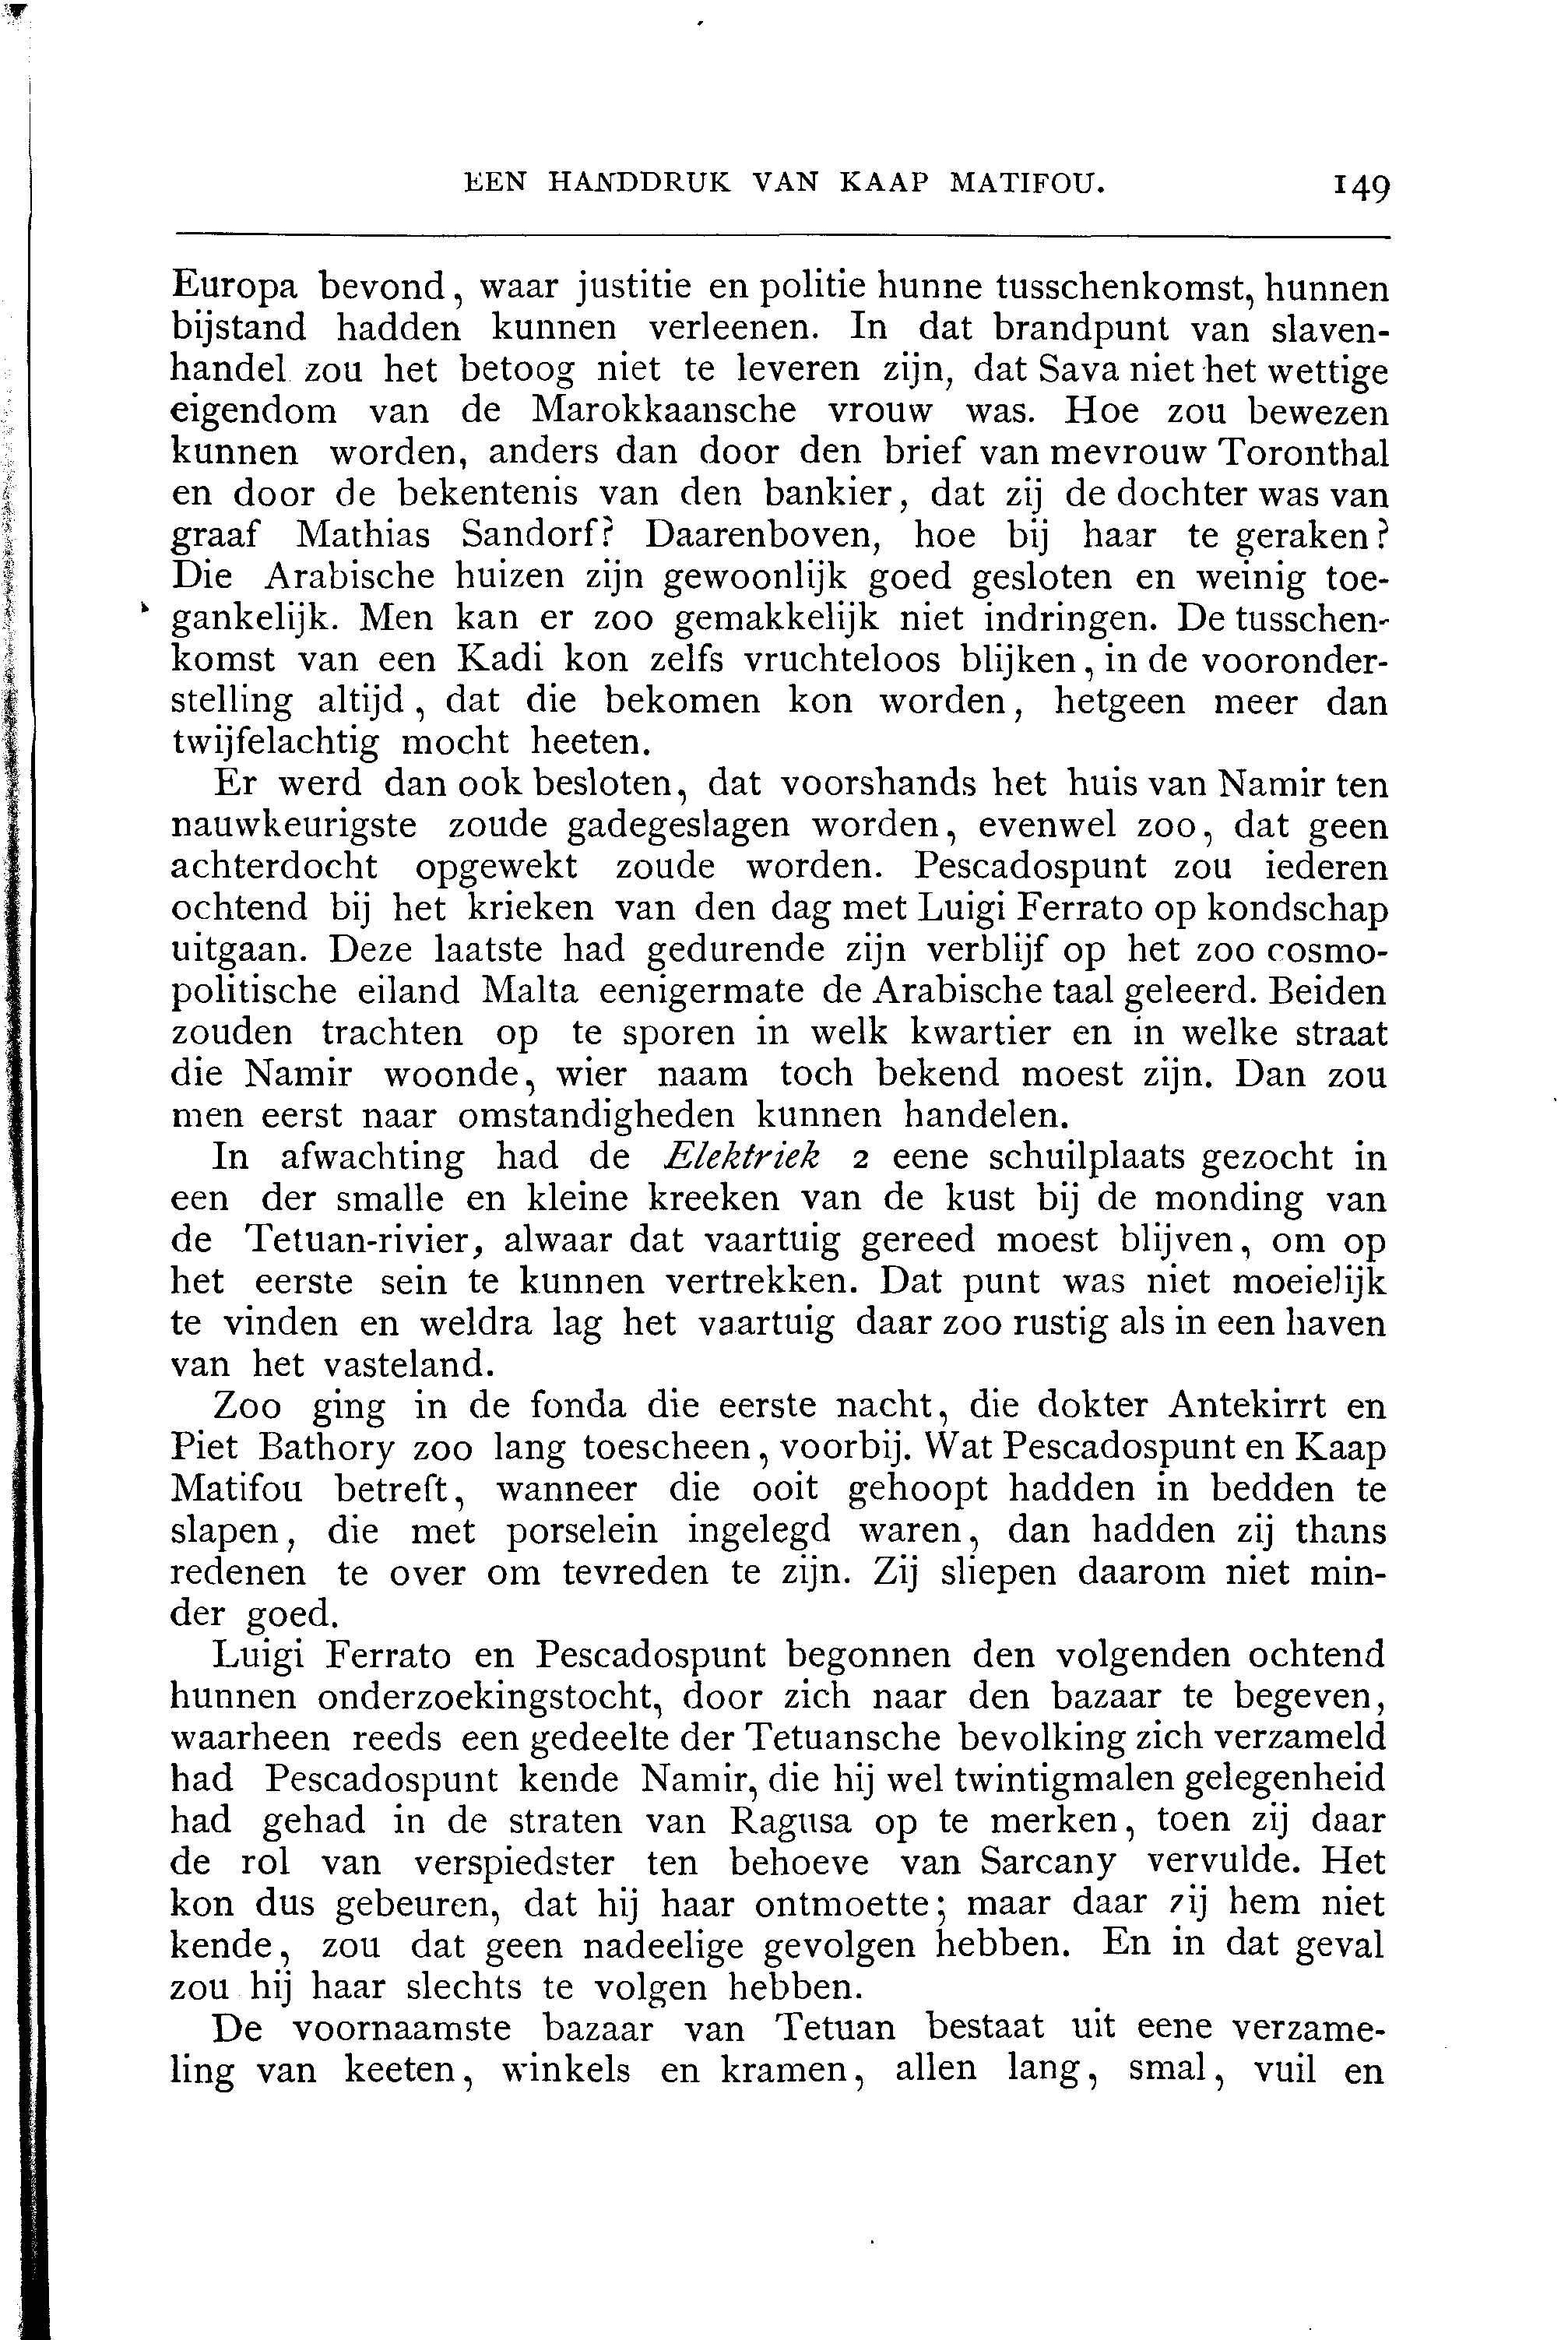 EEN HANDDRUK VAN KAAP MATIFOU. 149
Europa bevond, waar justitie en politie hunne tusschenkomst, hunnen
bijstand hadden kunnen verleenen. In dat brandpunt van slaven-
handel zou het betoog niet te leveren zijn, dat Sava niet het wettige
eigendom van de Marokkaansche vrouw was. Hoe zou bewezen
kunnen worden, anders dan door den brief van mevrouw Toronthal
en door de bekentenis van den bankier, dat zij de dochter was van
graaf Mathias Sandorf? Daarenboven, hoe bij haar te geraken?
Die Arabische huizen zijn gewoonlijk goed gesloten en weinig toe-
gankelijk. Men kan er zoo gemakkelijk niet indringen. De tusschen-
komst van een Kadi kon zelfs vruchteloos blijken, in de vooronder-
stelling altijd, dat die bekomen kon worden, hetgeen meer dan
twijfelachtig mocht heeten.
Er werd dan ook besloten, dat voorshands het huis van Namir ten
nauwkeurigste zoude gadegeslagen worden, evenwel zoo, dat geen
achterdocht opgewekt zoude worden. Pescadospunt zou iederen
ochtend bij het krieken van den dag met Luigi Ferrato op kondschap
uitgaan. Deze laatste had gedurende zijn verblijf op het zoo cosmo-
politische eiland Malta eenigermate de Arabische taal geleerd. Beiden
zouden trachten op te sporen in welk kwartier en in welke straat
die Namir woonde, wier naam toch bekend moest zijn. Dan zou
men eerst naar omstandigheden kunnen handelen.
In afwachting had de Elektriek 2 eene schuilplaats gezocht in
een der smalle en kleine kreeken van de kust bij de monding van
de Tetuan-rivier, alwaar dat vaartuig gereed moest blijven, om op
het eerste sein te kunnen vertrekken. Dat punt was niet moeielijk
te vinden en weldra lag het vaartuig daar zoo rustig als in een haven
van het vasteland.
Zoo ging in de fonda die eerste nacht, die dokter Antekirrt en
Piet Bathory zoo lang toescheen, voorbij. Wat Pescadospunt en Kaap
Matifou betreft, wanneer die ooit gehoopt hadden in bedden te
slapen, die met porselein ingelegd waren, dan hadden zij thans
redenen te over om tevreden te zijn. Zij sliepen daarom niet min-
der goed.
Luigi Ferrato en Pescadospunt begonnen den volgenden ochtend
hunnen onderzoekingstocht, door zich naar den bazaar te begeven,
waarheen reeds een gedeelte der Tetuansche bevolking zich verzameld
had Pescadospunt kende Namir, die hij wel twintigmalen gelegenheid
had gehad in de straten van Ragusa op te merken, toen zij daar
de rol van verspiedster ten behoeve van Sarcany vervulde. Het
kon dus gebeuren, dat hij haar ontmoette; maar daar zij hem niet
kende, zou dat geen nadeelige gevolgen hebben. En in dat geval
zou hij haar slechts te volgen hebben.
De voornaamste bazaar van Tetuan bestaat uit eene verzame-
ling van keeten, winkels en kramen, allen lang, smal, vuil en